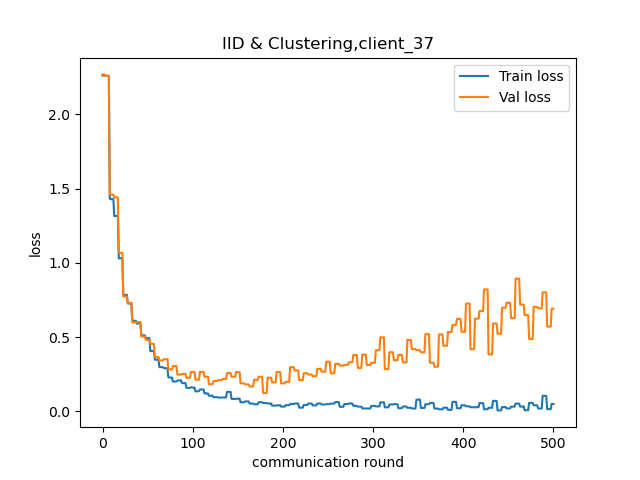 IID & Clustering,client_37
Train loss
Val loss
2.0
1.5
1.0
0.5
0.0
loss
0
100
200
300
400
500
communication round